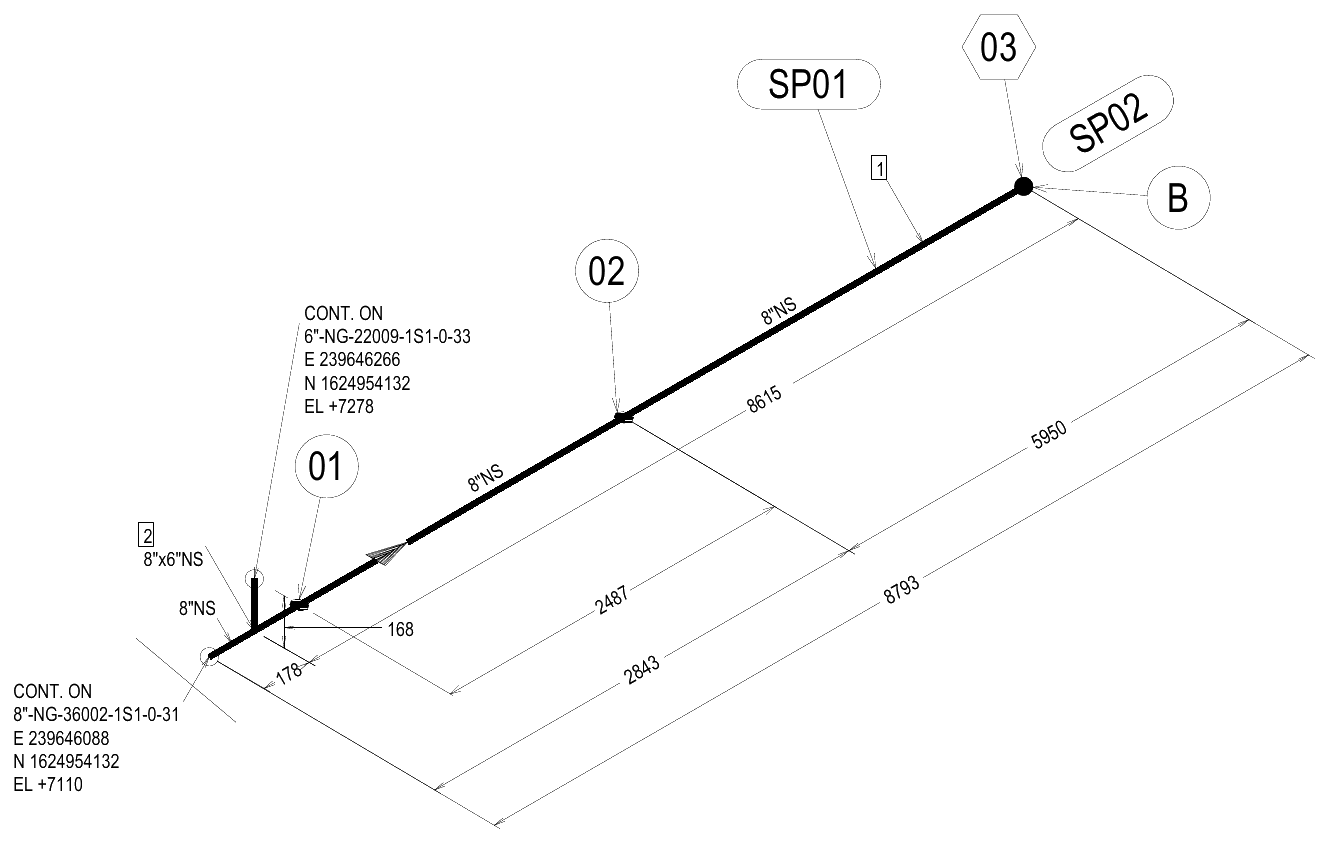 03
SP01
SP02
1
B
02
8"NS
CONT. ON
6"-NG-22009-1S1-0-33
E 239646266
N 1624954132
EL +7278
8615
5950
01
8"NS
2
8"x6"NS
2487
8793
8"NS
168
178
2843
CONT. ON
8"-NG-36002-1S1-0-31
E 239646088
N 1624954132
EL +7110